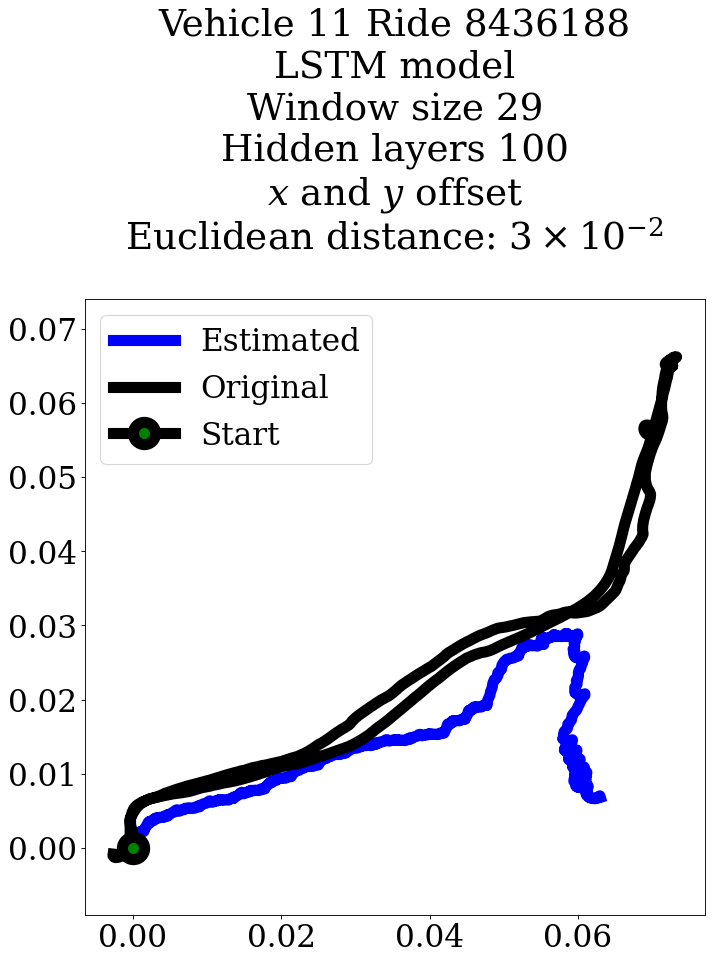 Vehicle 11 Ride 8436188
LSTM model
Window size 29
Hidden layers 100
x and y offset
Euclidean distance: 3 × 10⁻²
Estimated
Original
Start
0.07
0.06
0.05
0.04
0.03
0.02
0.01
0.00
0.00 0.02 0.04 0.06